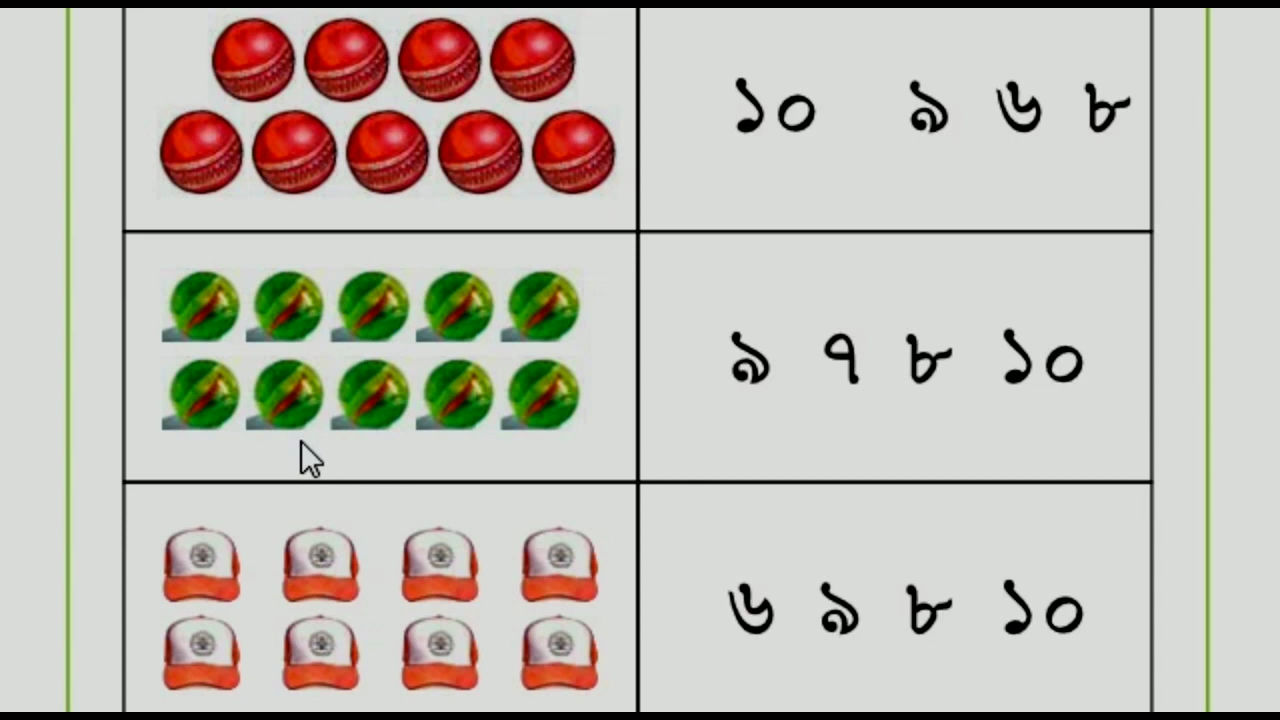 ১০ ৯ ৬ ৮
৯ ৭ ৮ ১০
৬ ৯ ৮ ১০